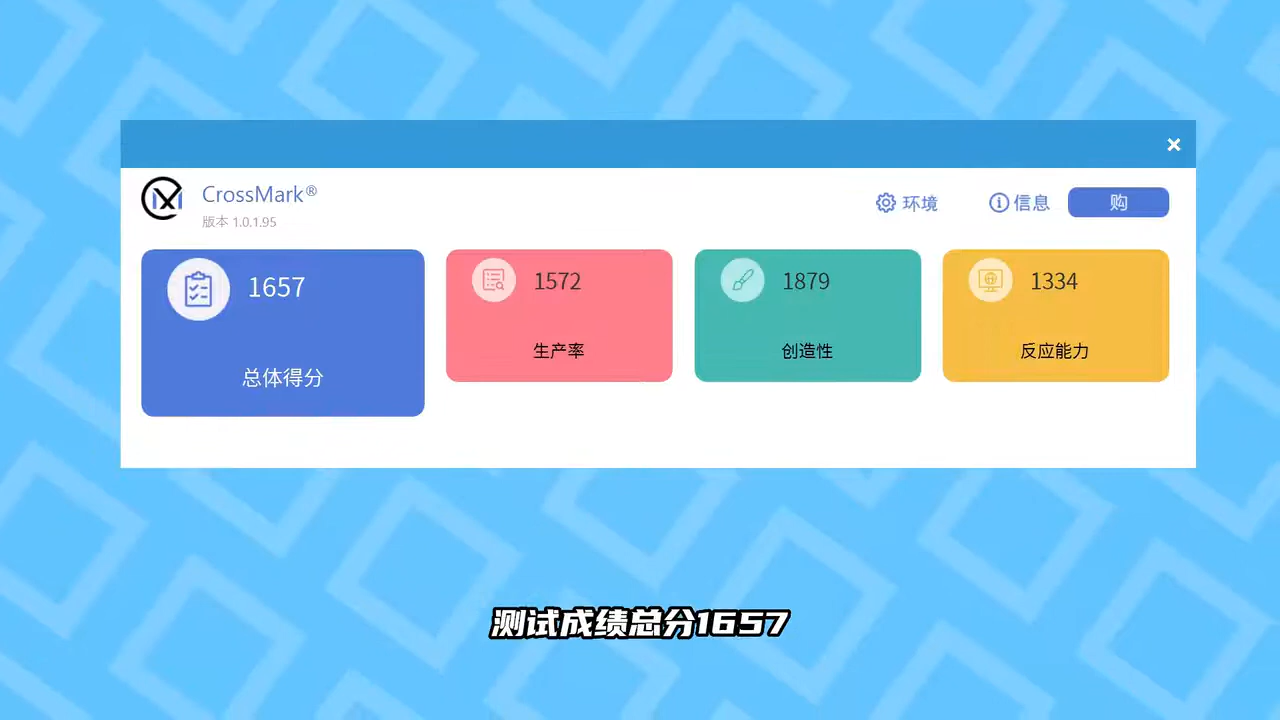 CrossMark®
版本 1.0.1.95
环境
信息
购
1657
总体得分
1572
生产率
1879
创造性
1334
反应能力
测试成绩总分1657